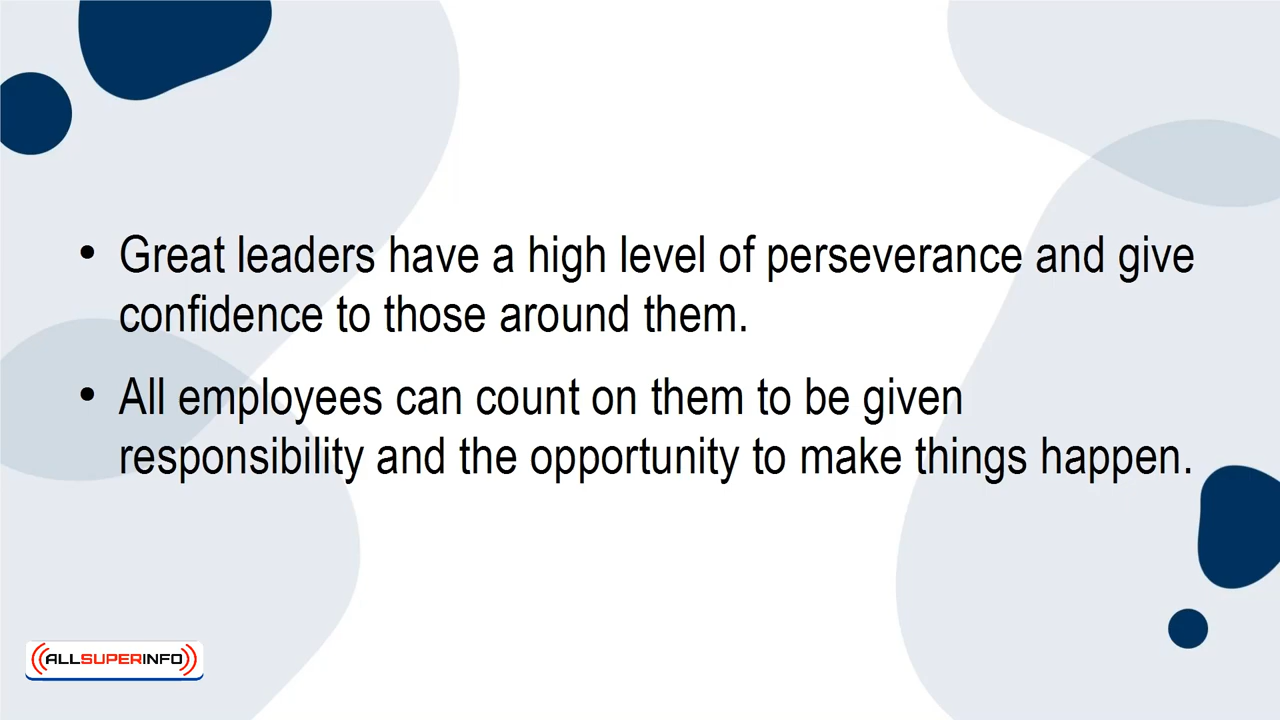 • Great leaders have a high level of perseverance and give
confidence to those around them.
• All employees can count on them to be given
responsibility and the opportunity to make things happen.
ALLSUPERINFO